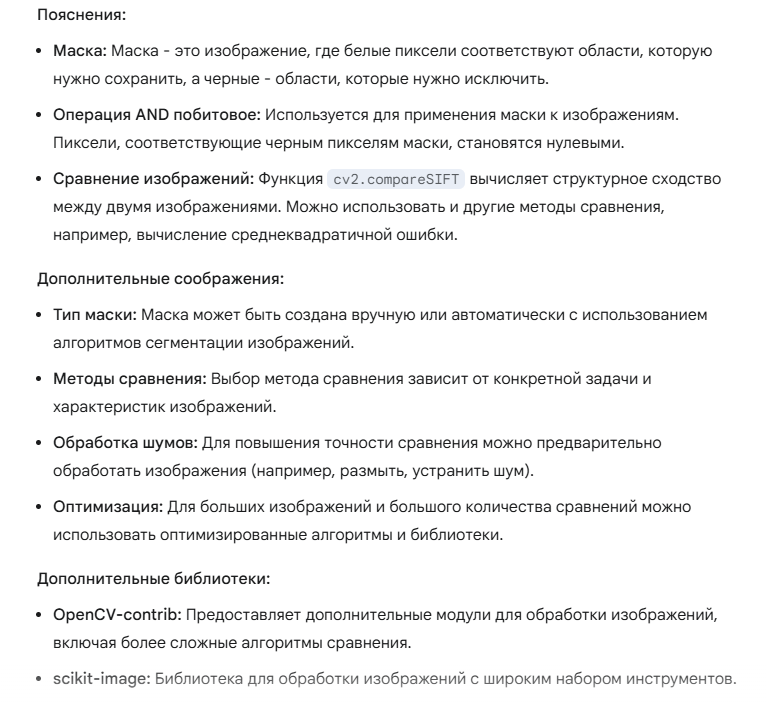 Пояснения:
• Маска: Маска - это изображение, где белые пиксели соответствуют области, которую
нужно сохранить, а черные - области, которые нужно исключить.
• Операция AND побитовое: Используется для применения маски к изображениям.
Пиксели, соответствующие черным пикселям маски, становятся нулевыми.
• Сравнение изображений: Функция cv2.compareSIFT вычисляет структурное сходство
между двумя изображениями. Можно использовать и другие методы сравнения,
например, вычисление среднеквадратичной ошибки.
Дополнительные соображения:
• Тип маски: Маска может быть создана вручную или автоматически с использованием
алгоритмов сегментации изображений.
• Методы сравнения: Выбор метода сравнения зависит от конкретной задачи и
характеристик изображений.
• Обработка шумов: Для повышения точности сравнения можно предварительно
обработать изображения (например, размыть, устранить шум).
• Оптимизация: Для больших изображений и большого количества сравнений можно
использовать оптимизированные алгоритмы и библиотеки.
Дополнительные библиотеки:
• OpenCV-contrib: Предоставляет дополнительные модули для обработки изображений,
включая более сложные алгоритмы сравнения.
• scikit-image: Библиотека для обработки изображений с широким набором инструментов.